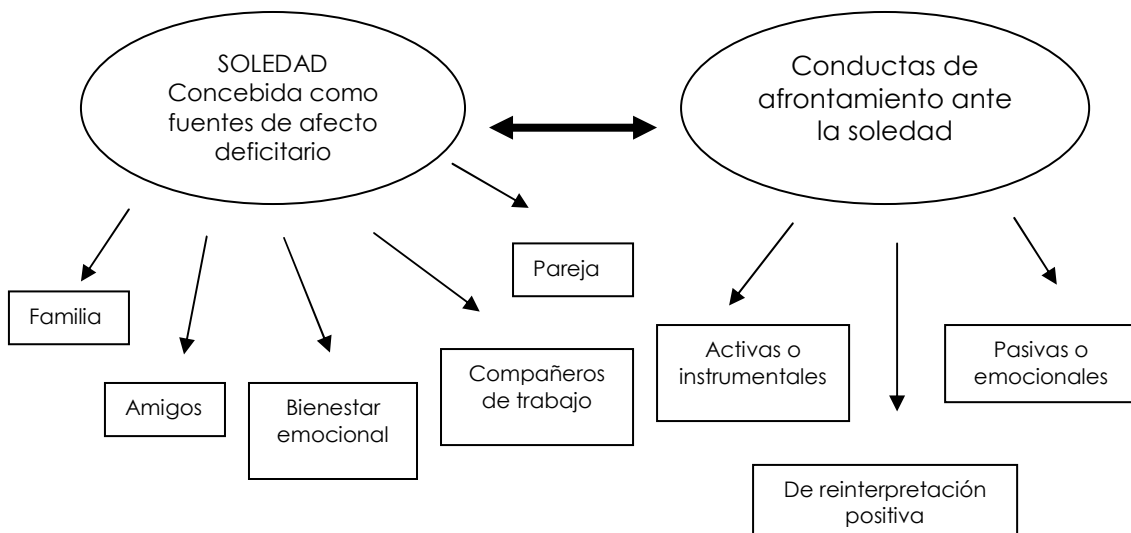 SOLEDAD
Concebida como
fuentes de afecto
deficitario
Conductas de
afrontamiento ante
la soledad
Pareja
Familia
Amigos
Bienestar
emocional
Compañeros
de trabajo
Activas o
instrumentales
Pasivas o
emocionales
De reinterpretación
positiva